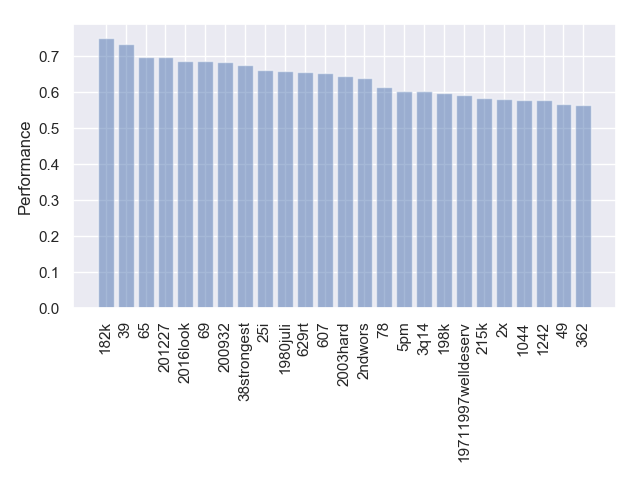 Performance
0.7
0.6
0.5
0.4
0.3
0.2
0.1
0.0
182k
39
65
201227
2016look
69
200932
38strongest
25i
1980juli
629rt
607
2003hard
2ndwors
78
5pm
3q14
198k
19711997welldeserv
215k
2x
1044
1242
49
362